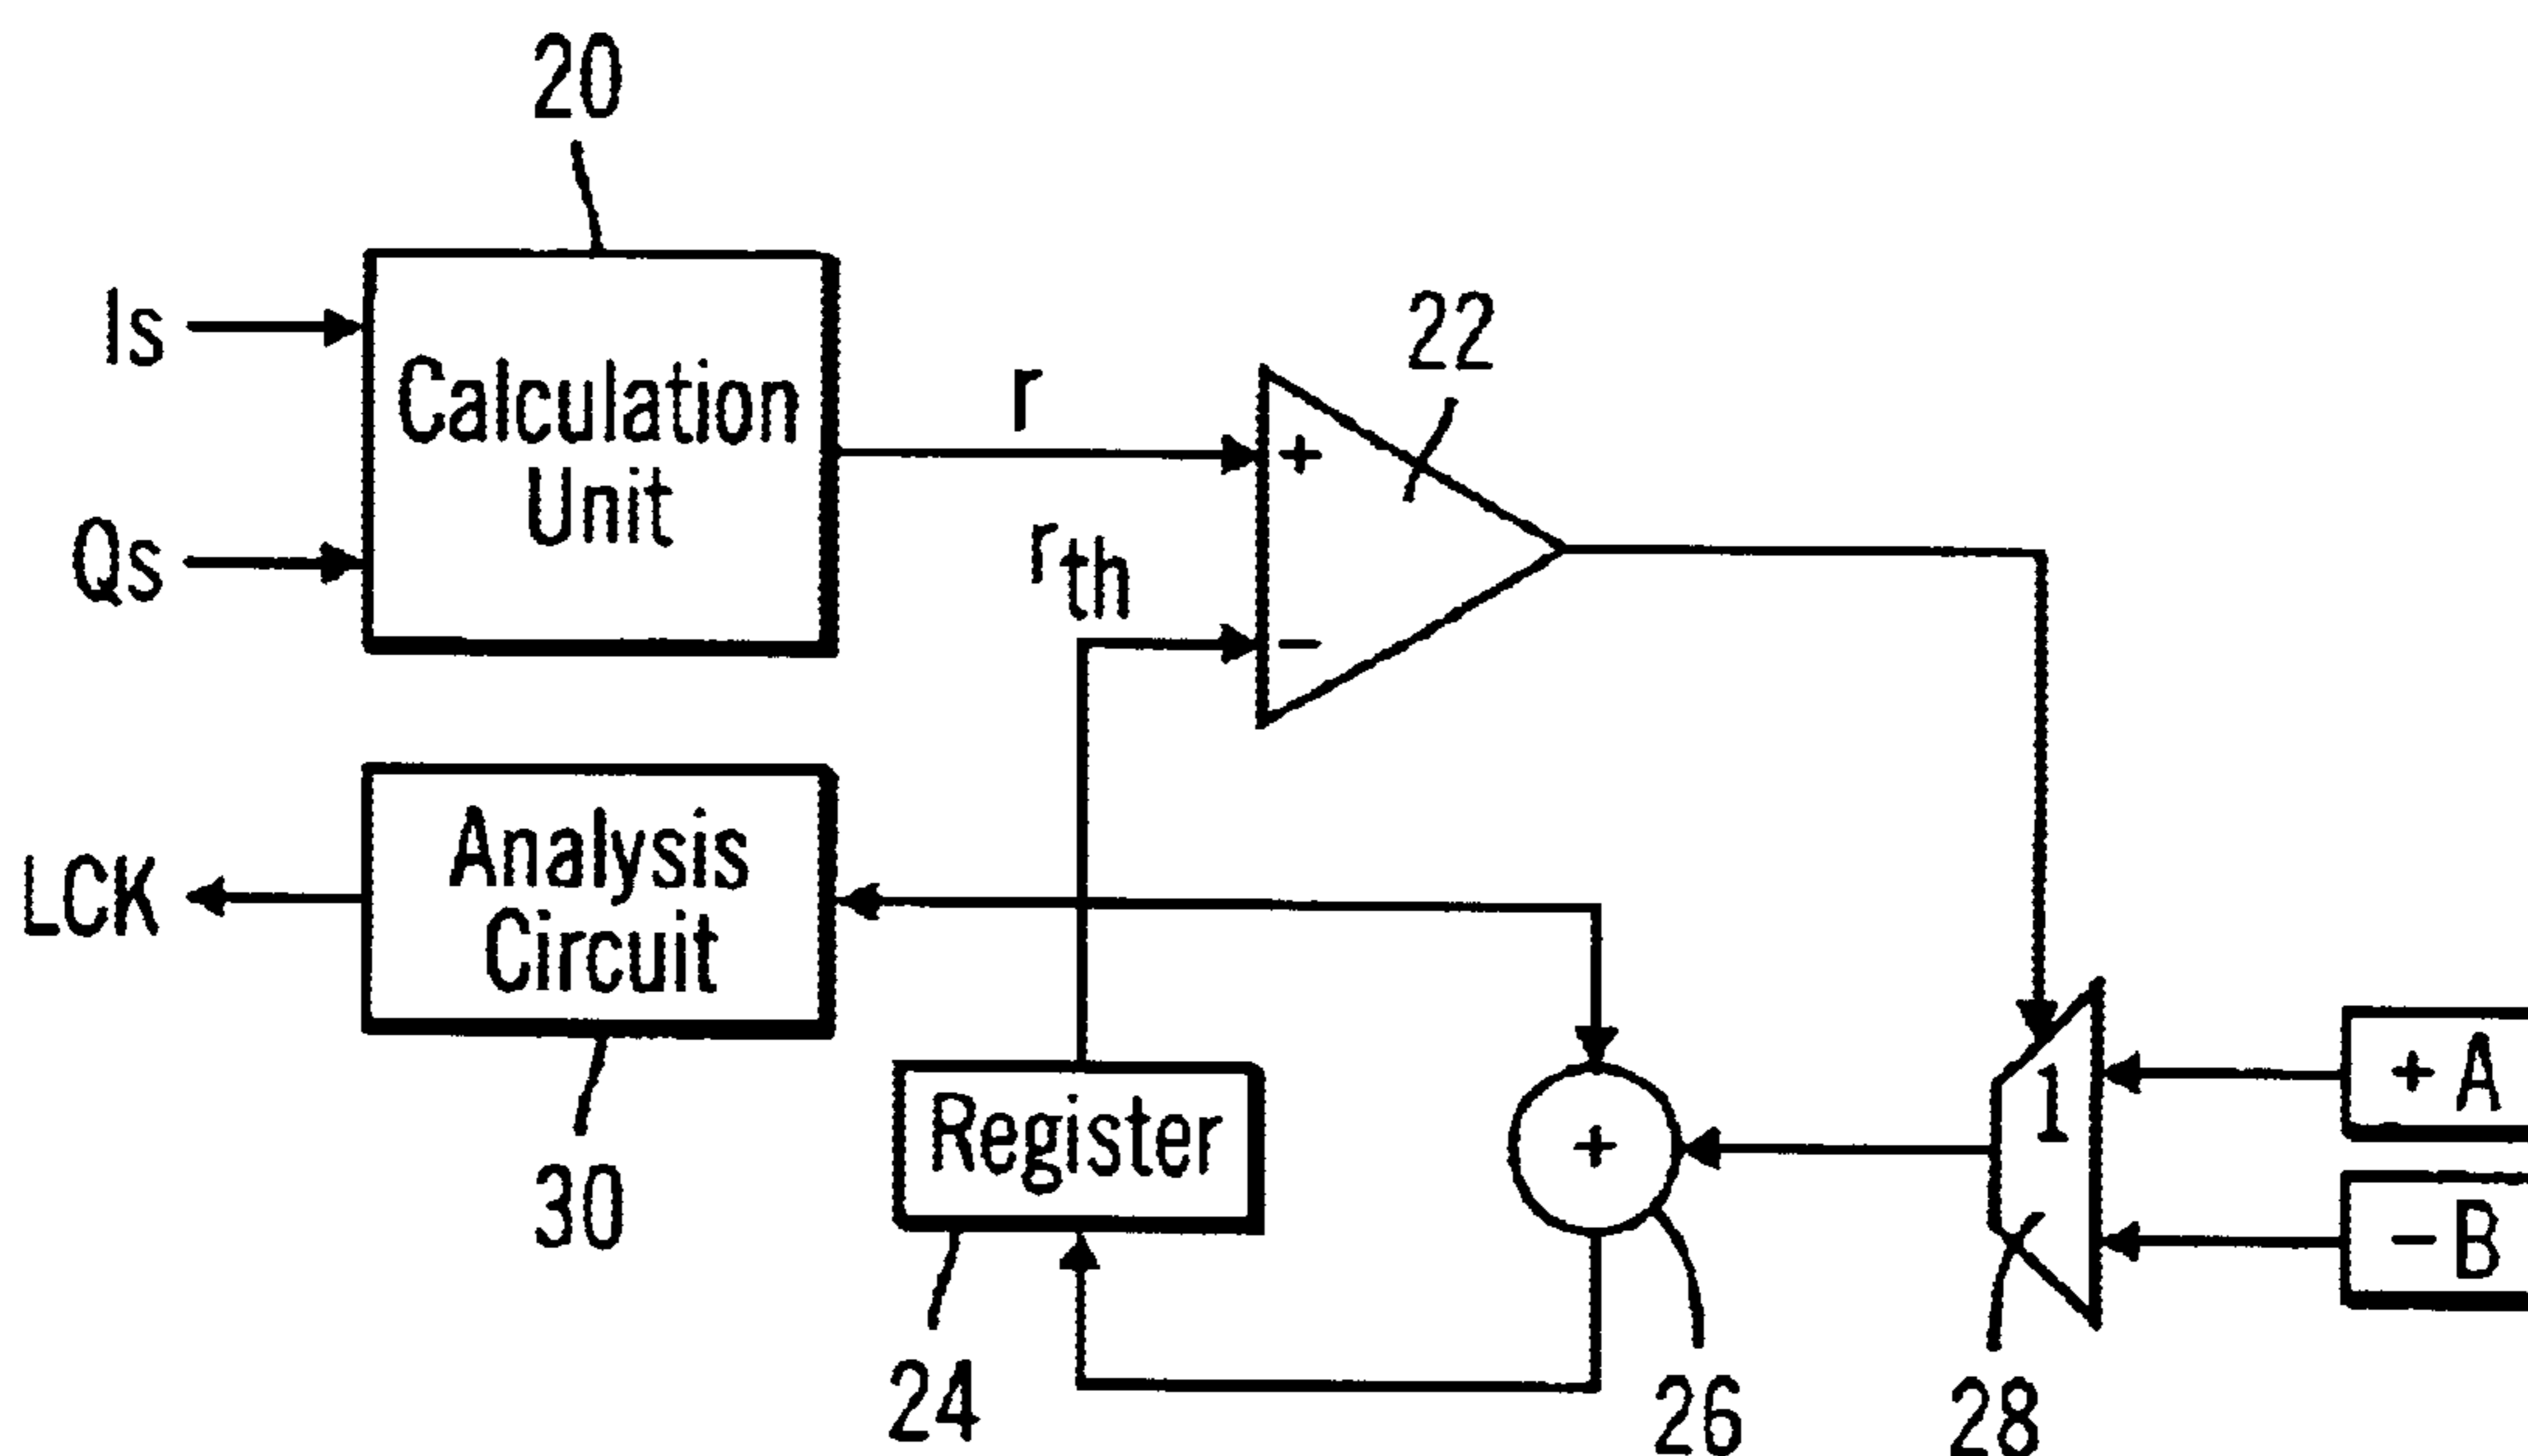 20
Is
Qs
Calculation
Unit
r
rth
22
+
−
LCK
Analysis
Circuit
30
Register
24
+
26
1
28
+ A
− B